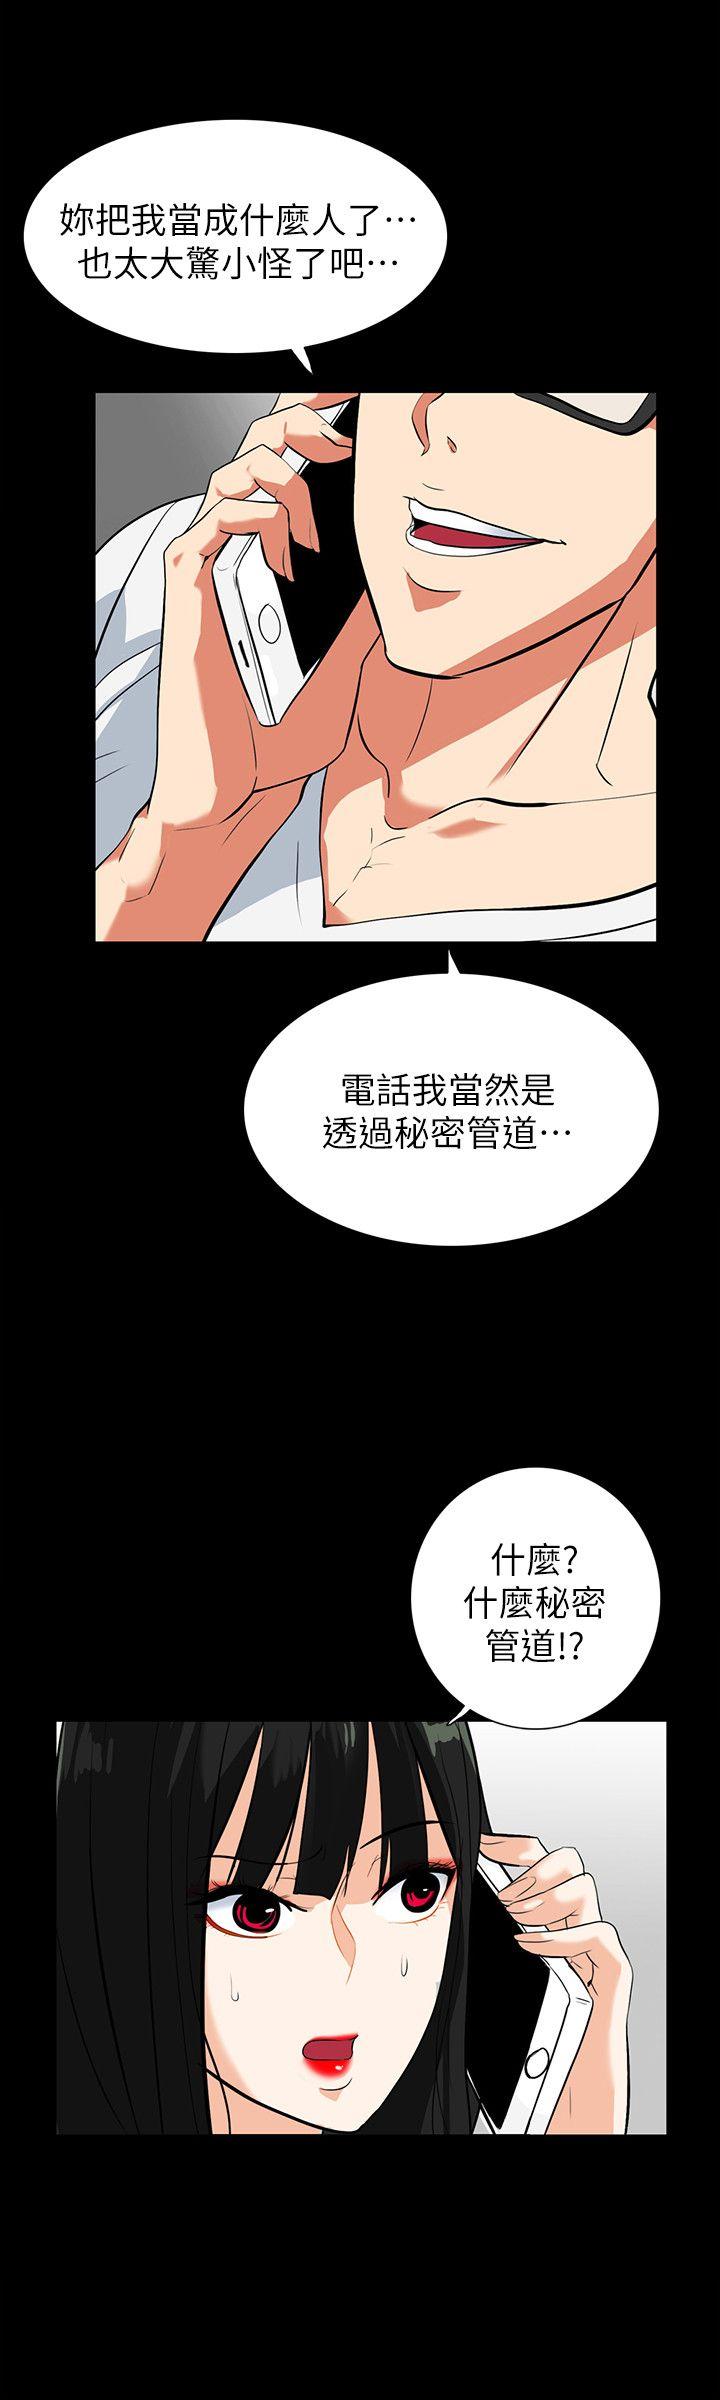 妳把我當成什麼人了⋯
也太大驚小怪了吧⋯
電話我當然是
透過秘密管道⋯
什麼?
什麼秘密
管道!?